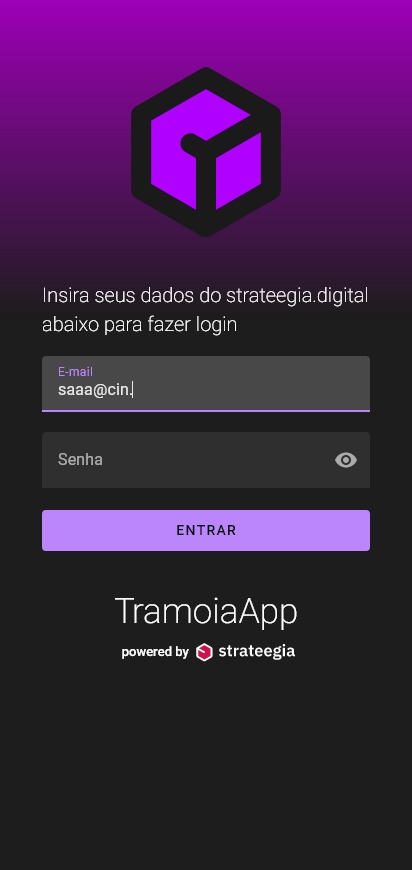 Insira seus dados do strateegia.digital
abaixo para fazer login
E-mail
saaa@cin.
Senha
ENTRAR
TramoiaApp
powered by strateegia